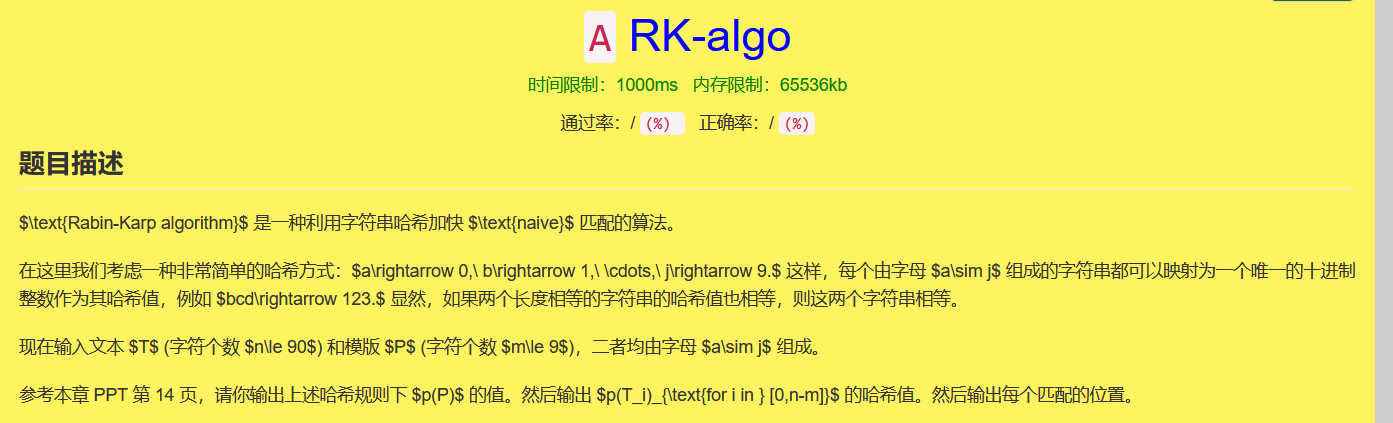 A RK-algo
时间限制：1000ms 内存限制：65536kb
通过率：/ (%) 正确率：/ (%)
题目描述
$\text{Rabin-Karp algorithm}$ 是一种利用字符串哈希加快 $\text{naive}$ 匹配的算法。
在这里我们考虑一种非常简单的哈希方式：$a\rightarrow 0,\ b\rightarrow 1,\ \cdots,\ j\rightarrow 9.$ 这样，每个由字母 $a\sim j$ 组成的字符串都可以映射为一个唯一的十进制
整数作为其哈希值，例如 $bcd\rightarrow 123.$ 显然，如果两个长度相等的字符串的哈希值也相等，则这两个字符串相等。
现在输入文本 $T$ (字符个数 $n\le 90$) 和模版 $P$ (字符个数 $m\le 9$)，二者均由字母 $a\sim j$ 组成。
参考本章 PPT 第 14 页，请你输出上述哈希规则下 $p(P)$ 的值。然后输出 $p(T_i)_{\text{for i in } [0,n-m]}$ 的哈希值。然后输出每个匹配的位置。